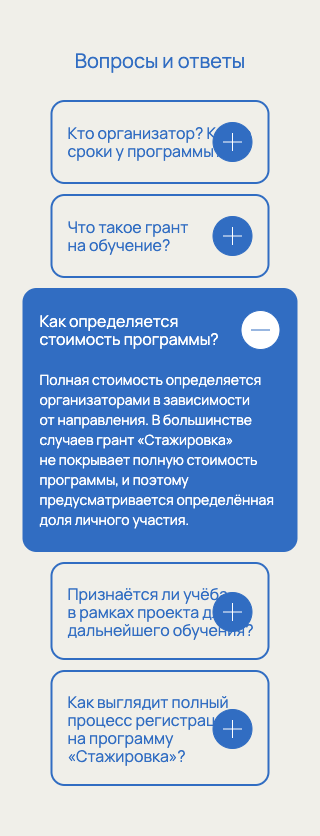 Вопросы и ответы
Кто организатор?
сроки у программы
Что такое грант
на обучение?
Как определяется
стоимость программы?
Полная стоимость определяется
организаторами в зависимости
от направления. В большинстве
случаев грант «Стажировка»
не покрывает полную стоимость
программы, и поэтому
предусматривается определённая
доля личного участия.
Признаётся ли учёба
в рамках проекта
дальнейшего обучения?
Как выглядит полный
процесс регистрац
на программу
«Стажировка»?